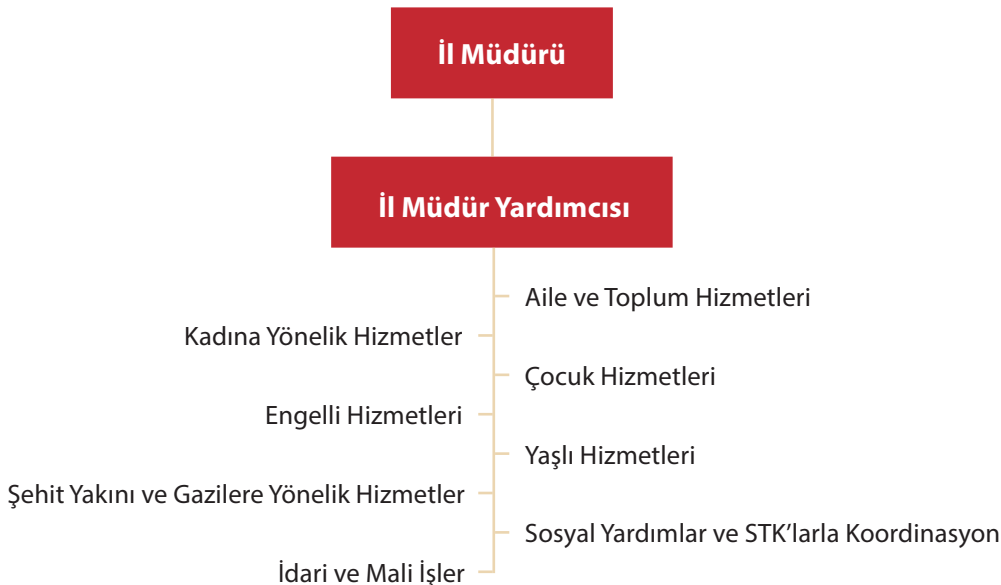 İl Müdürü
İl Müdür Yardımcısı
Aile ve Toplum Hizmetleri
Kadına Yönelik Hizmetler
Çocuk Hizmetleri
Engelli Hizmetleri
Yaşlı Hizmetleri
Şehit Yakını ve Gazilere Yönelik Hizmetler
Sosyal Yardımlar ve STK’larla Koordinasyon
İdari ve Mali İşler